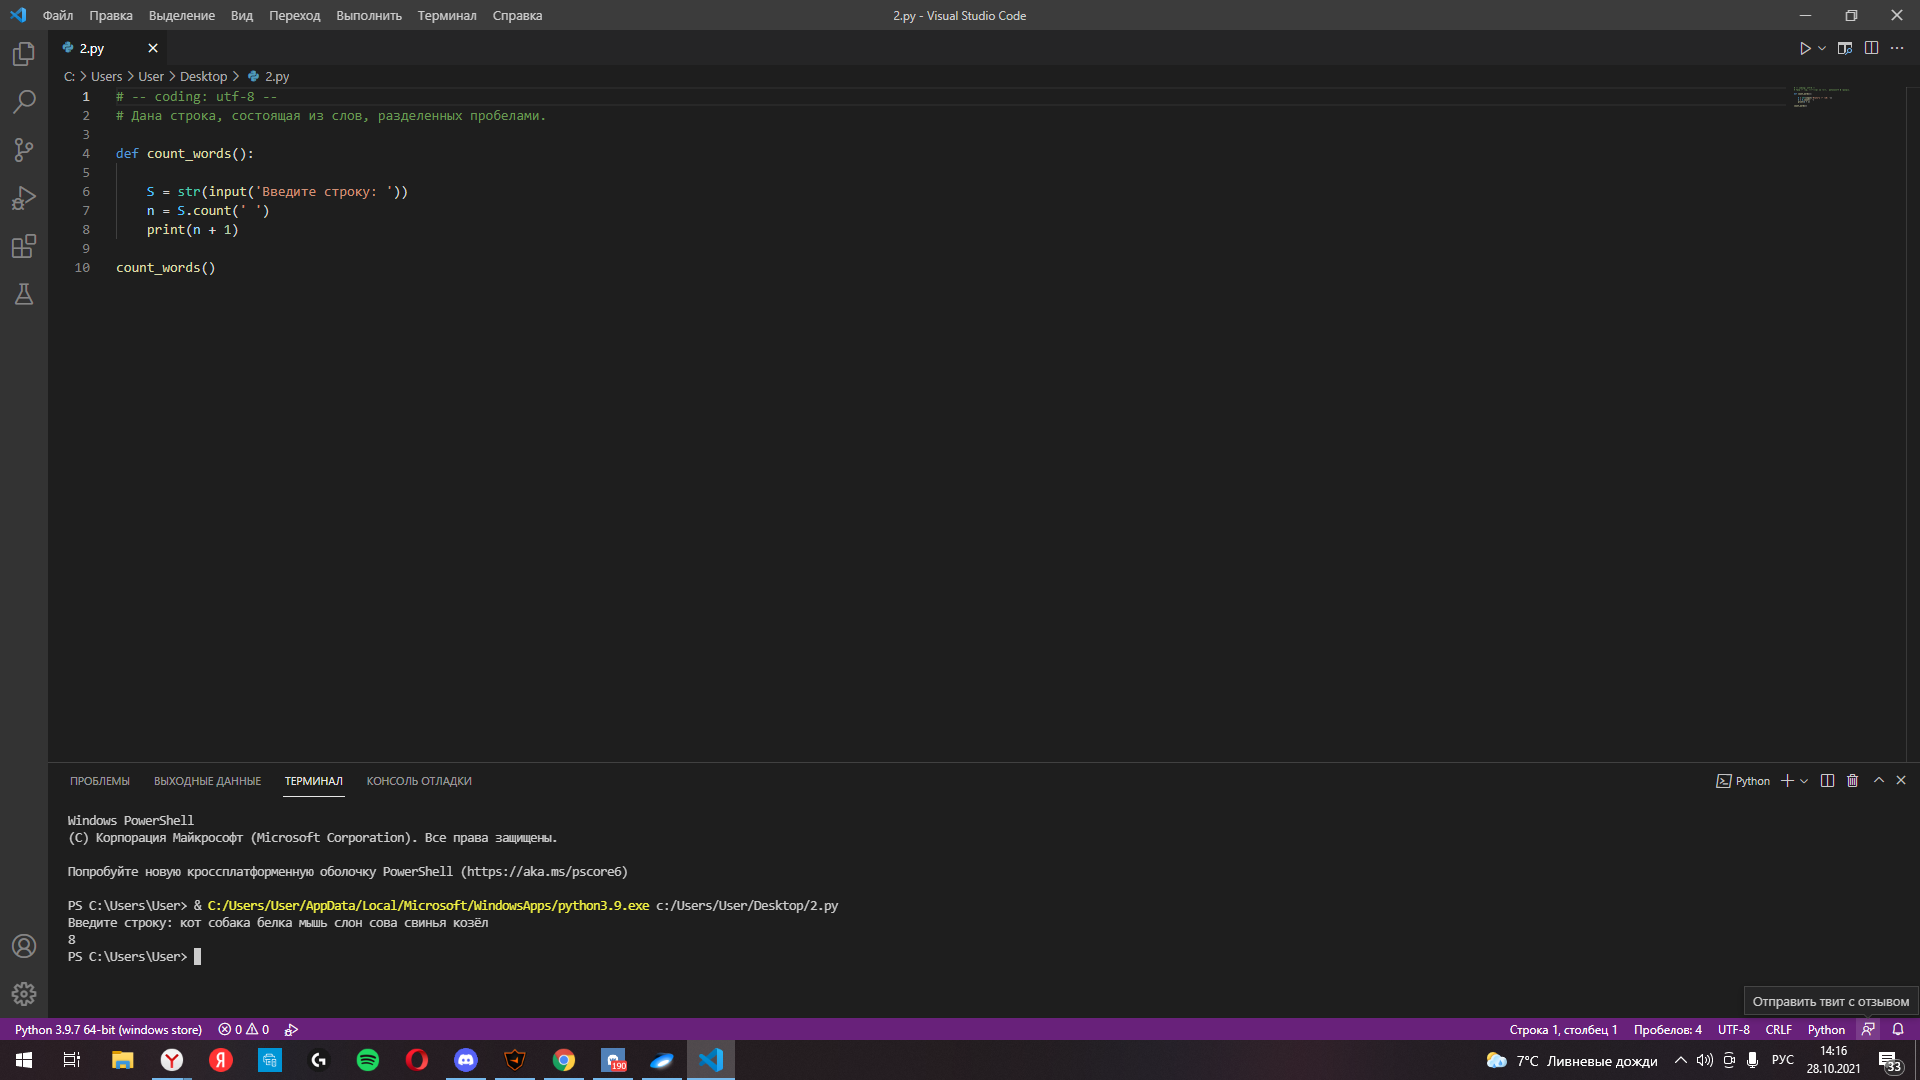 Файл Правка Выделение Вид Переход Выполнить Терминал Справка
2.py - Visual Studio Code
2.py
C: > Users > User > Desktop > 2.py
1 # -- coding: utf-8 --
2 # Дана строка, состоящая из слов, разделенных пробелами.
3
4 def count_words():
5
6 S = str(input('Введите строку: '))
7 n = S.count(' ')
8 print(n + 1)
9
10 count_words()
ПРОБЛЕМЫ ВЫХОДНЫЕ ДАННЫЕ ТЕРМИНАЛ КОНСОЛЬ ОТЛАДКИ
Python
Windows PowerShell
(C) Корпорация Майкрософт (Microsoft Corporation). Все права защищены.
Попробуйте новую кроссплатформенную оболочку PowerShell (https://aka.ms/pscore6)
PS C:\Users\User> & C:/Users/User/AppData/Local/Microsoft/WindowsApps/python3.9.exe c:/Users/User/Desktop/2.py
Введите строку: кот собака белка мышь слон сова свинья козёл
8
PS C:\Users\User>
Отправить твит с отзывом
Python 3.9.7 64-bit (windows store) 0 0
Строка 1, столбец 1 Пробелов: 4 UTF-8 CRLF Python
190
7°C Ливневые дожди
РУС
14:16
28.10.2021
33